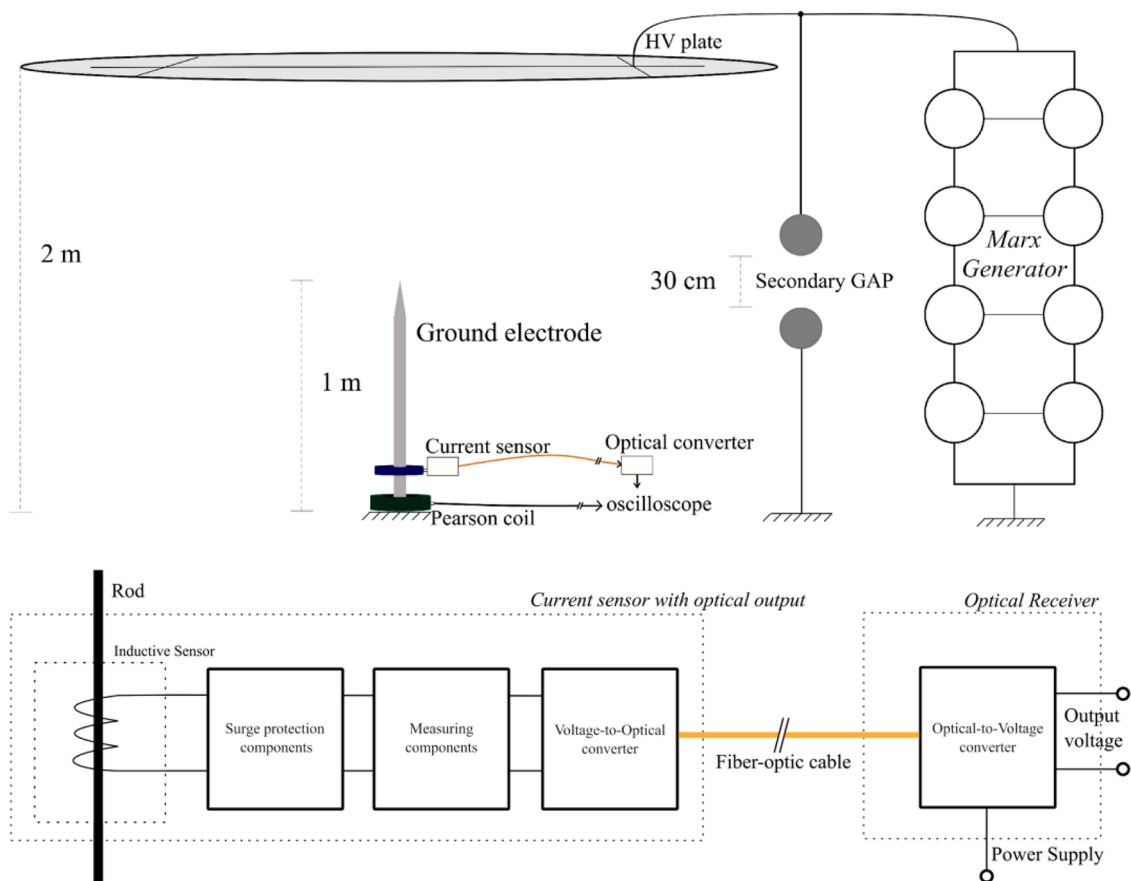 HV plate
2 m
30 cm
Secondary GAP
Marx
Generator
Ground electrode
1 m
Current sensor
Optical converter
oscilloscope
Pearson coil
Rod
Current sensor with optical output
Optical Receiver
Inductive Sensor
Surge protection
components
Measuring
components
Voltage-to-Optical
converter
Fiber-optic cable
Optical-to-Voltage
converter
Output
voltage
Power Supply